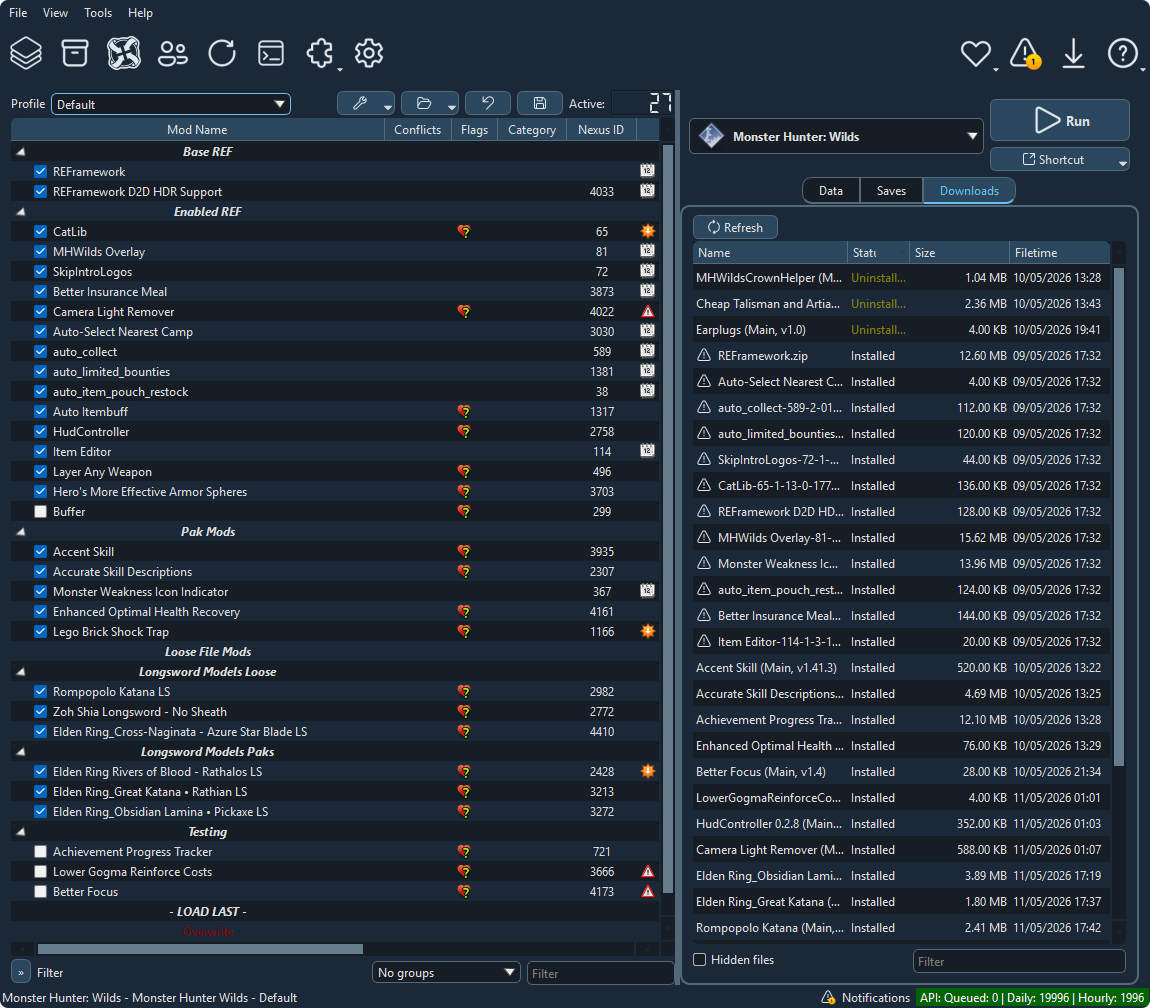 File View Tools Help
1
Profile Default Active: 27
Mod Name Conflicts Flags Category Nexus ID
Base REF
REFramework
REFramework D2D HDR Support 4033
Enabled REF
CatLib 65
MHWilds Overlay 81
SkipIntroLogos 72
Better Insurance Meal 3873
Camera Light Remover 4022
Auto-Select Nearest Camp 3030
auto_collect 589
auto_limited_bounties 1381
auto_item_pouch_restock 38
Auto Itembuff 1317
HudController 2758
Item Editor 114
Layer Any Weapon 496
Hero's More Effective Armor Spheres 3703
Buffer 299
Pak Mods
Accent Skill 3935
Accurate Skill Descriptions 2307
Monster Weakness Icon Indicator 367
Enhanced Optimal Health Recovery 4161
Lego Brick Shock Trap 1166
Loose File Mods
Longsword Models Loose
Rompopolo Katana LS 2982
Zoh Shia Longsword - No Sheath 2772
Elden Ring_Cross-Naginata - Azure Star Blade LS 4410
Longsword Models Paks
Elden Ring Rivers of Blood - Rathalos LS 2428
Elden Ring_Great Katana • Rathian LS 3213
Elden Ring_Obsidian Lamina • Pickaxe LS 3272
Testing
Achievement Progress Tracker 721
Lower Gogma Reinforce Costs 3666
Better Focus 4173
- LOAD LAST -
Overwrite
» Filter No groups Filter
Monster Hunter: Wilds
Run
Shortcut
Data Saves Downloads
Refresh
Name Statu Size Filetime
MHWildsCrownHelper (M... Uninstall... 1.04 MB 10/05/2026 13:28
Cheap Talisman and Artia... Uninstall... 2.36 MB 10/05/2026 13:43
Earplugs (Main, v1.0) Uninstall... 4.00 KB 10/05/2026 19:41
REFramework.zip Installed 12.60 MB 09/05/2026 17:32
Auto-Select Nearest C... Installed 4.00 KB 09/05/2026 17:32
auto_collect-589-2-01... Installed 112.00 KB 09/05/2026 17:32
auto_limited_bounties... Installed 120.00 KB 09/05/2026 17:32
SkipIntroLogos-72-1-... Installed 44.00 KB 09/05/2026 17:32
CatLib-65-1-13-0-177... Installed 136.00 KB 09/05/2026 17:32
REFramework D2D HD... Installed 128.00 KB 09/05/2026 17:32
MHWilds Overlay-81-... Installed 15.62 MB 09/05/2026 17:32
Monster Weakness Ic... Installed 13.96 MB 09/05/2026 17:32
auto_item_pouch_rest... Installed 124.00 KB 09/05/2026 17:32
Better Insurance Meal... Installed 144.00 KB 09/05/2026 17:32
Item Editor-114-1-3-1... Installed 20.00 KB 09/05/2026 17:32
Accent Skill (Main, v1.41.3) Installed 520.00 KB 10/05/2026 13:22
Accurate Skill Descriptions... Installed 4.69 MB 10/05/2026 13:25
Achievement Progress Tra... Installed 12.10 MB 10/05/2026 13:28
Enhanced Optimal Health ... Installed 76.00 KB 10/05/2026 13:29
Better Focus (Main, v1.4) Installed 28.00 KB 10/05/2026 21:34
LowerGogmaReinforceCo... Installed 4.00 KB 11/05/2026 01:01
HudController 0.2.8 (Main... Installed 352.00 KB 11/05/2026 01:03
Camera Light Remover (M... Installed 588.00 KB 11/05/2026 01:07
Elden Ring_Obsidian Lami... Installed 3.89 MB 11/05/2026 17:19
Elden Ring_Great Katana (... Installed 1.80 MB 11/05/2026 17:37
Rompopolo Katana (Main,... Installed 2.41 MB 11/05/2026 17:42
Hidden files Filter
Monster Hunter: Wilds - Monster Hunter Wilds - Default Notifications API: Queued: 0 | Daily: 19996 | Hourly: 1996